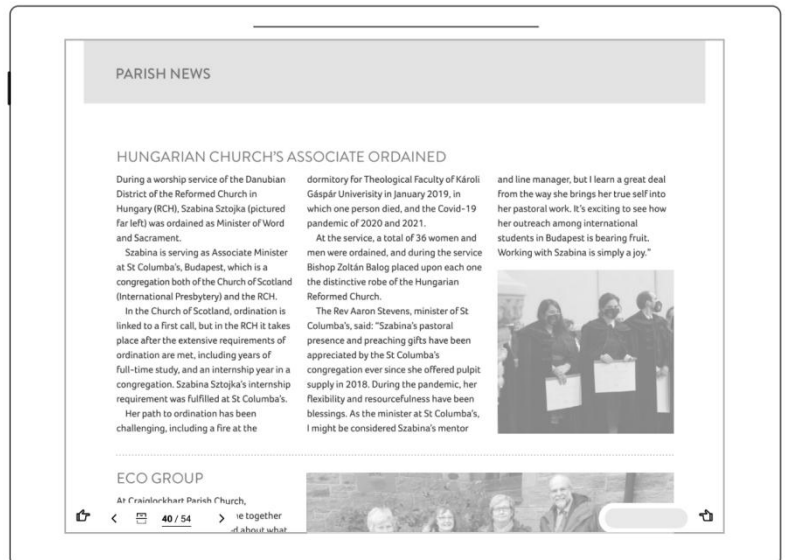 PARISH NEWS
HUNGARIAN CHURCH'S ASSOCIATE ORDAINED
During a worship service of the Danubian
District of the Reformed Church in
Hungary (RCH), Szabina Sztojka (pictured
far left) was ordained as Minister of Word
and Sacrament.
Szabina is serving as Associate Minister
at St Columba's, Budapest, which is a
congregation both of the Church of Scotland
(International Presbytery) and the RCH.
In the Church of Scotland, ordination is
linked to a first call, but in the RCH it takes
place after the extensive requirements of
ordination are met, including years of
full-time study, and an internship year in a
congregation. Szabina Sztojka's internship
requirement was fulfilled at St Columba's.
Her path to ordination has been
challenging, including a fire at the
dormitory for Theological Faculty of Károli
Gáspár Univerisity in January 2019, in
which one person died, and the Covid-19
pandemic of 2020 and 2021.
At the service, a total of 36 women and
men were ordained, and during the service
Bishop Zoltán Balog placed upon each one
the distinctive robe of the Hungarian
Reformed Church.
The Rev Aaron Stevens, minister of St
Columba's, said: "Szabina's pastoral
presence and preaching gifts have been
appreciated by the St Columba's
congregation ever since she offered pulpit
supply in 2018. During the pandemic, her
flexibility and resourcefulness have been
blessings. As the minister at St Columba's,
I might be considered Szabina's mentor
and line manager, but I learn a great deal
from the way she brings her true self into
her pastoral work. It's exciting to see how
her outreach among international
students in Budapest is bearing fruit.
Working with Szabina is simply a joy."
ECO GROUP
At Craiglockhart Parish Church,
together
about what
40 / 54